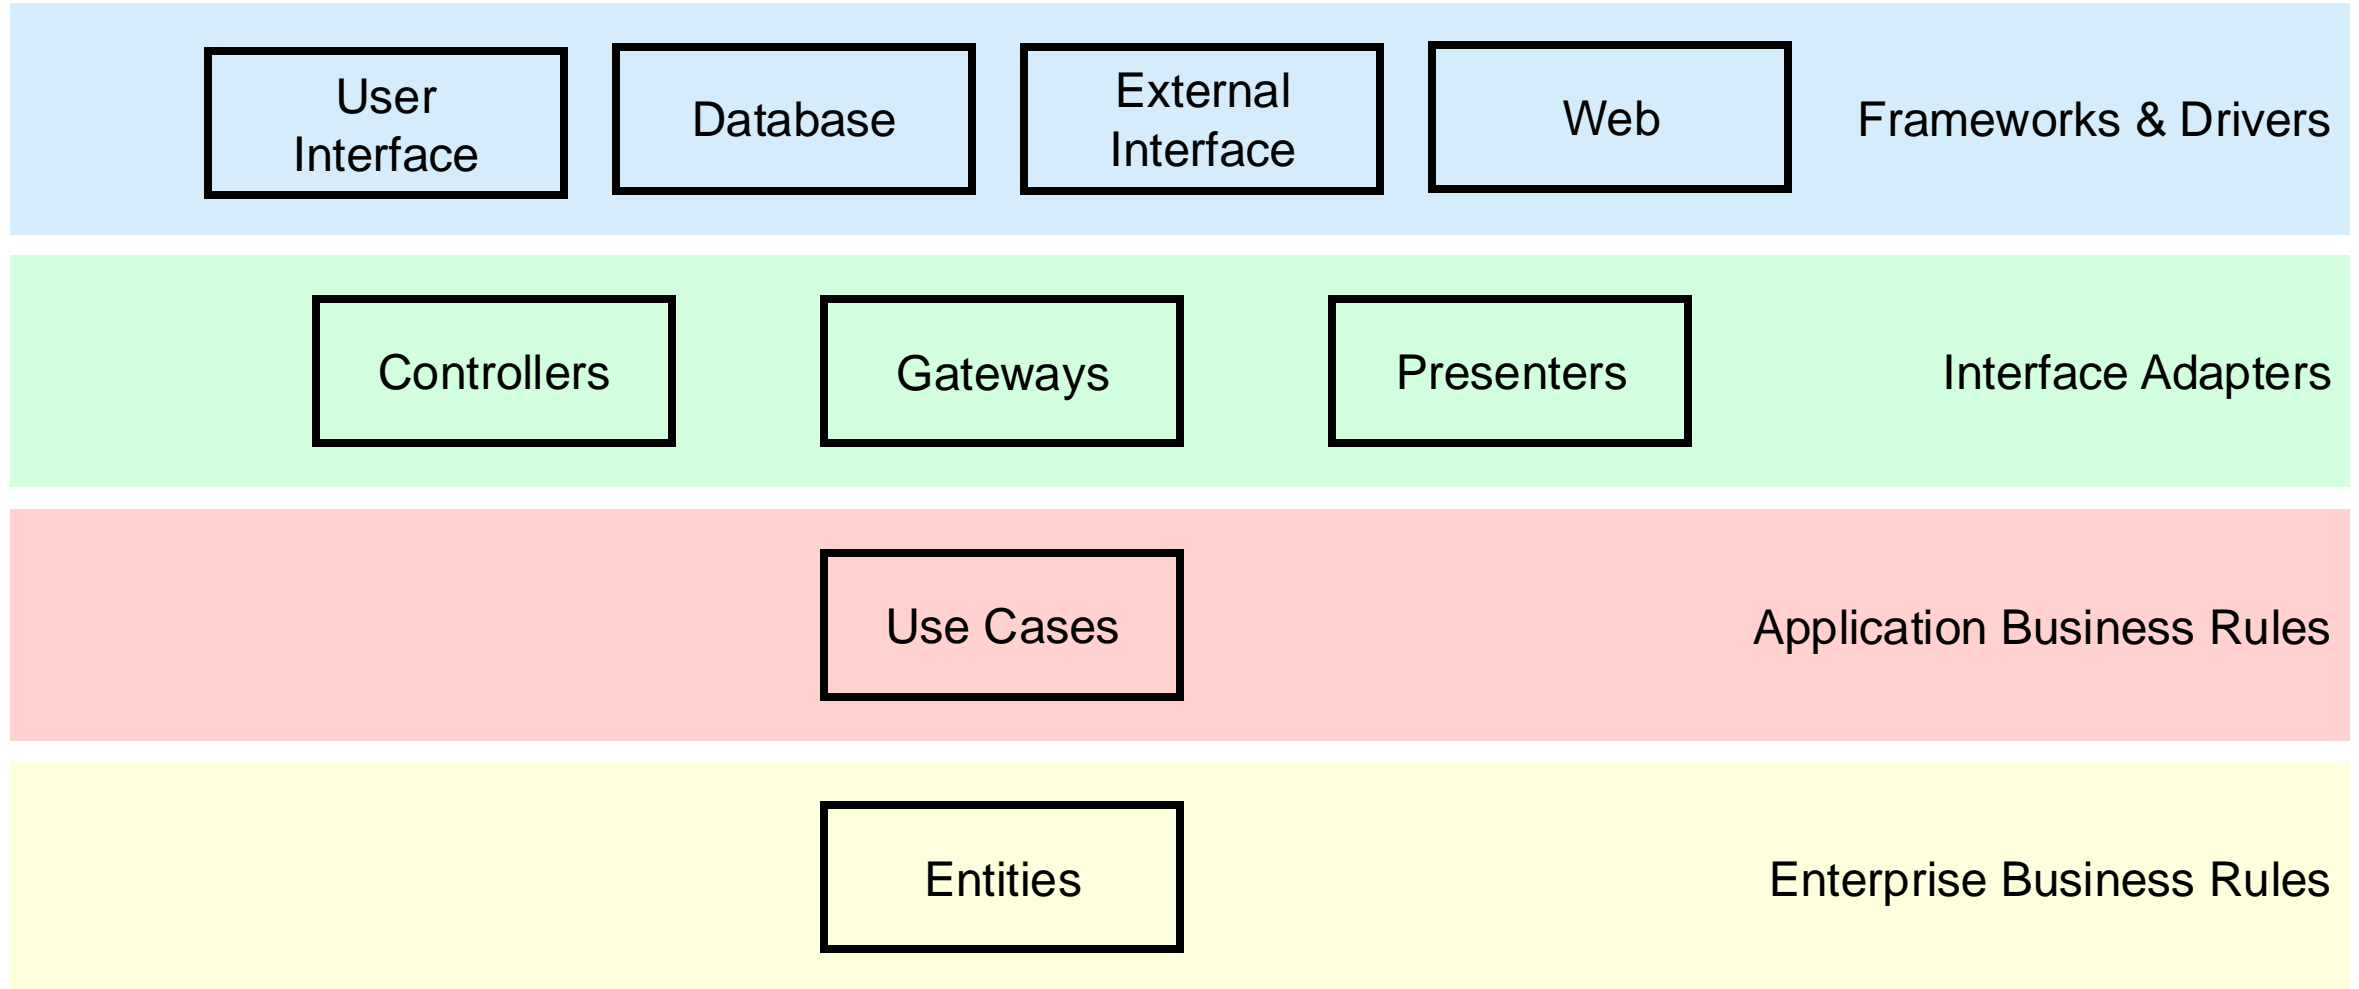 User
Interface
Database
External
Interface
Web
Frameworks & Drivers
Controllers
Gateways
Presenters
Interface Adapters
Use Cases
Application Business Rules
Entities
Enterprise Business Rules